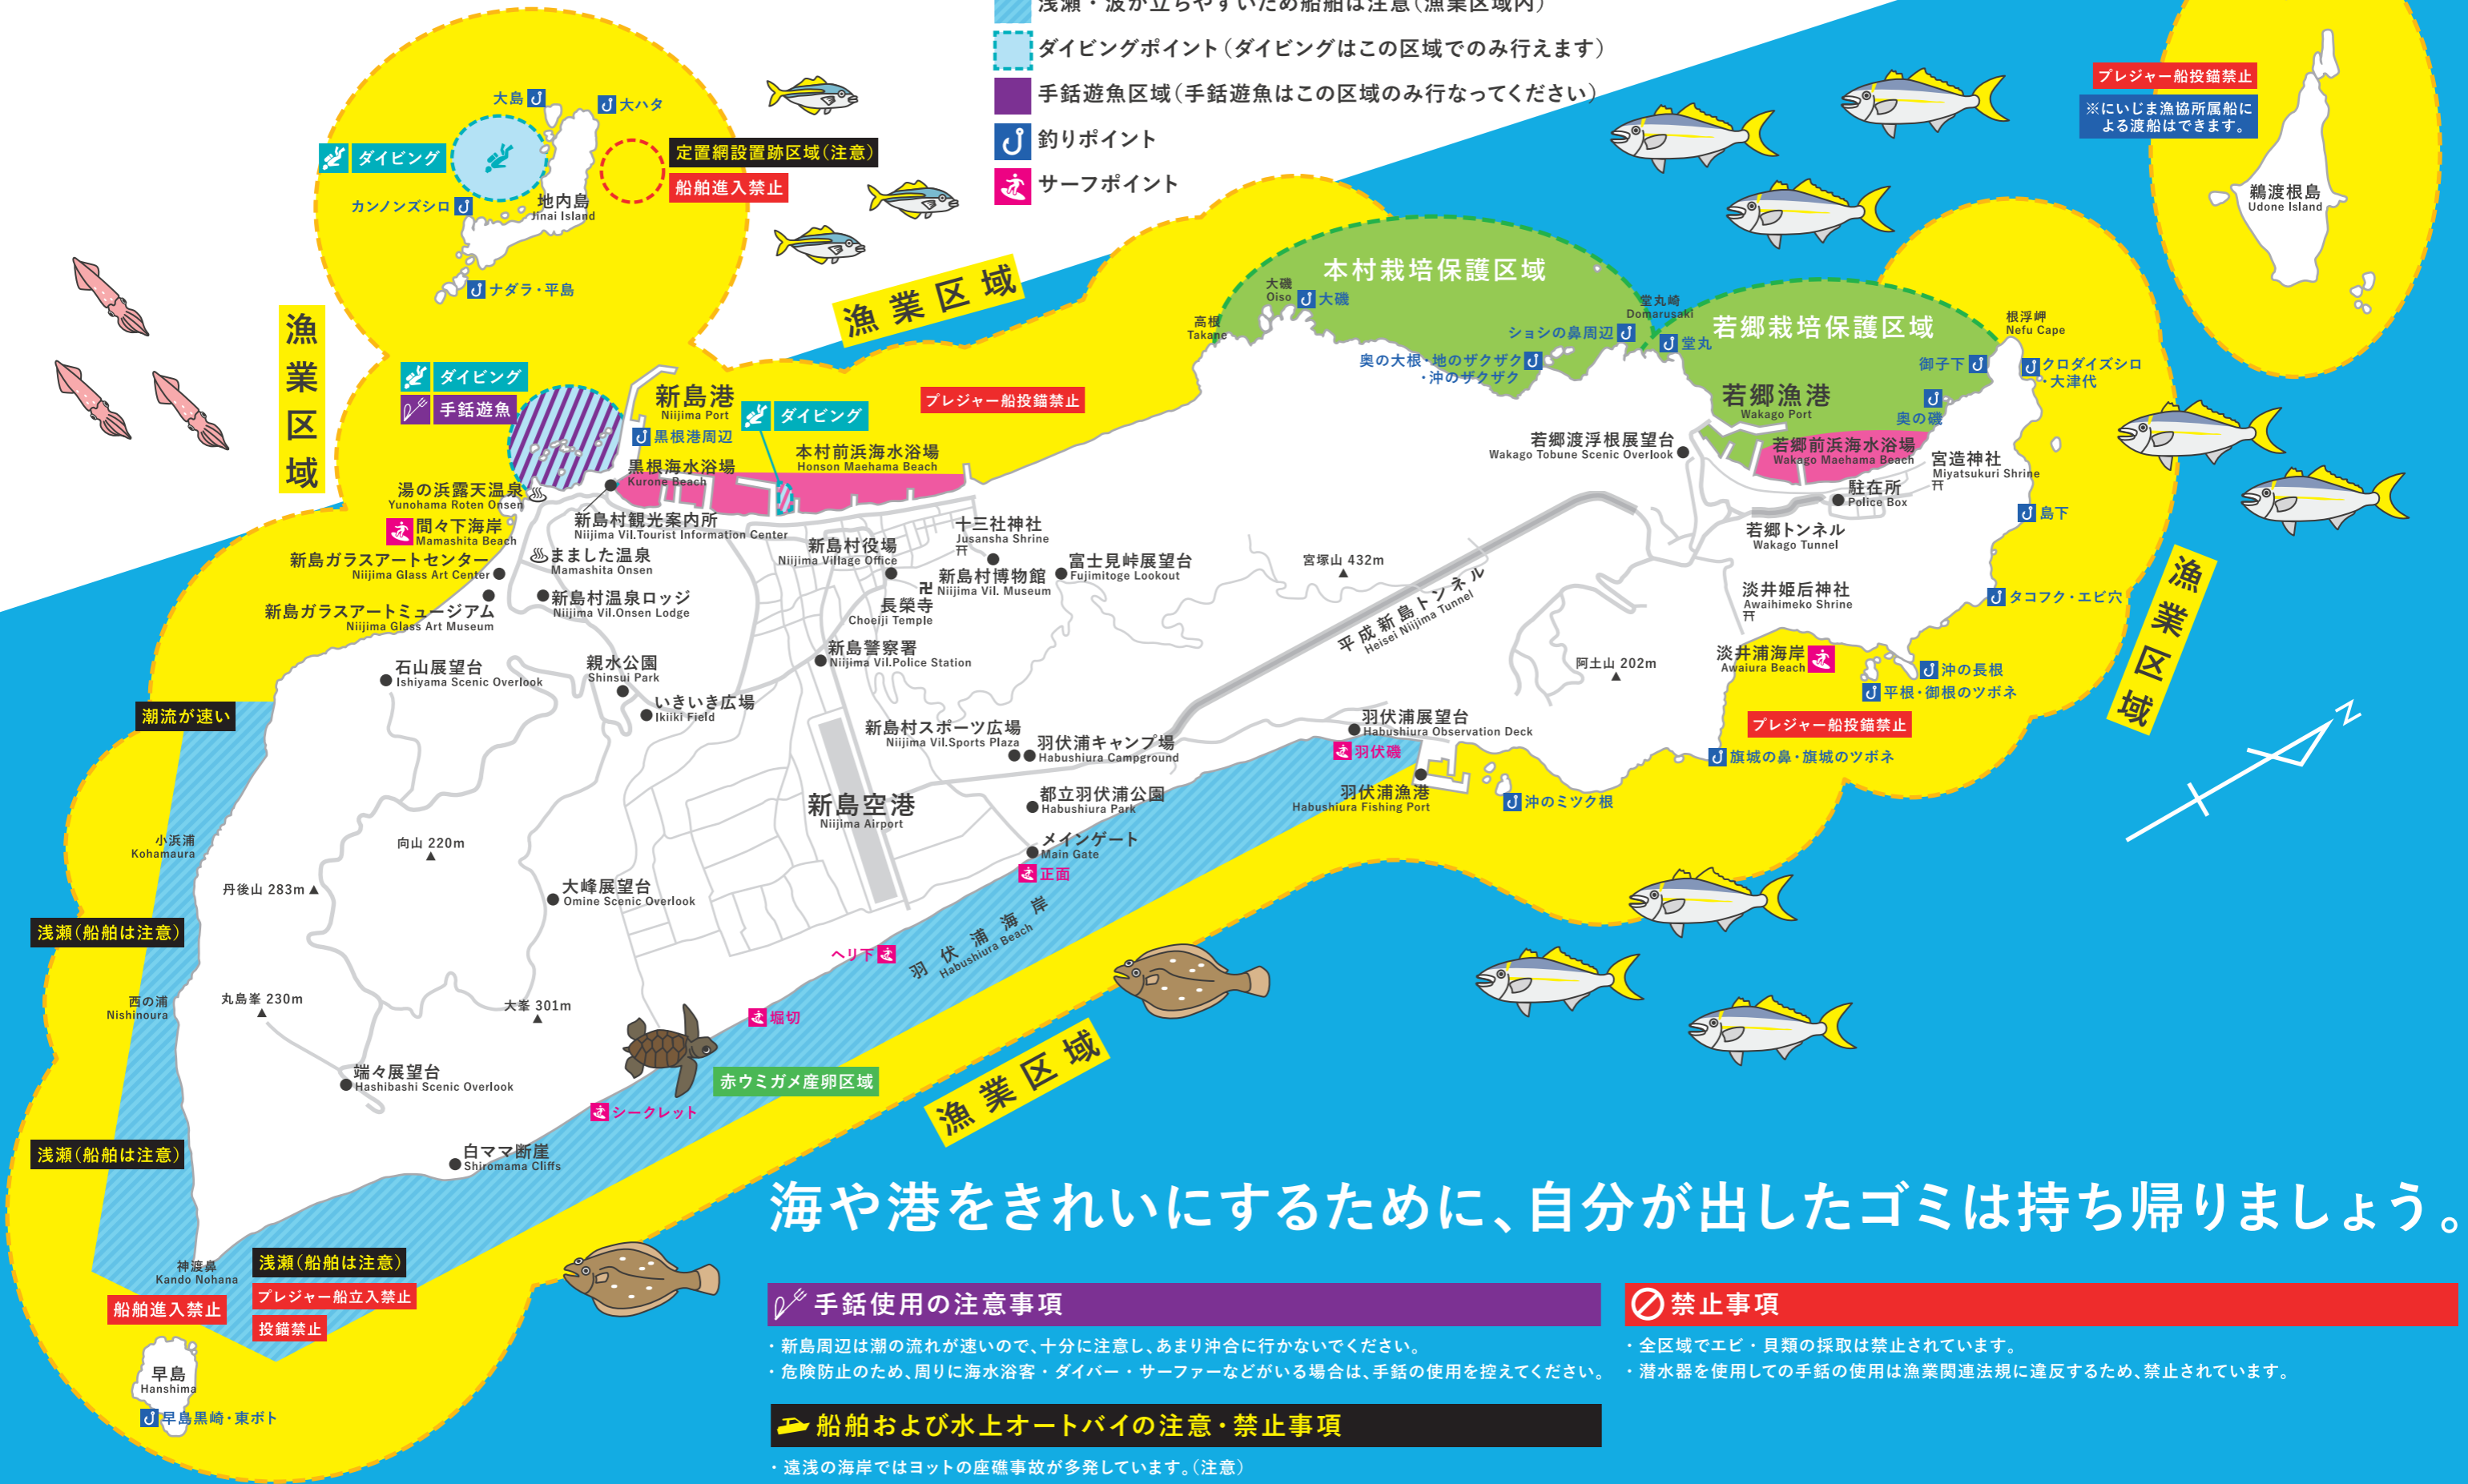 浅瀬・波が立ちやすいため船舶は注意(漁業区域内)
ダイビングポイント(ダイビングはこの区域でのみ行えます)
手銛遊魚区域(手銛遊魚はこの区域のみ行なってください)
釣りポイント
サーフポイント
大島
大ハタ
ダイビング
定置網設置跡区域(注意)
船舶進入禁止
カンノンズシロ
地内島
Jinai Island
ナダラ・平島
プレジャー船投錨禁止
※にいじま漁協所属船に
よる渡船はできます。
鵜渡根島
Udone Island
漁業区域
漁業区域
本村栽培保護区域
若郷栽培保護区域
高根
Takane
大磯
Oiso
大磯
堂丸崎
Domarusaki
ショシの鼻周辺
堂丸
奥の大根・地のザクザク
・沖のザクザク
根浮岬
Nefu Cape
御子下
クロダイズシロ
・大津代
奥の磯
ダイビング
手銛遊魚
新島港
Niijima Port
黒根港周辺
ダイビング
プレジャー船投錨禁止
若郷漁港
Wakago Port
若郷渡浮根展望台
Wakago Tobune Scenic Overlook
若郷前浜海水浴場
Wakago Maehama Beach
宮造神社
Miyatsukuri Shrine
駐在所
Police Box
島下
若郷トンネル
Wakago Tunnel
黒根海水浴場
Kurone Beach
本村前浜海水浴場
Honson Maehama Beach
湯の浜露天温泉
Yunohama Roten Onsen
間々下海岸
Mamashita Beach
新島村観光案内所
Niijima Vil.Tourist Information Center
新島ガラスアートセンター
Niijima Glass Art Center
まました温泉
Mamashita Onsen
新島ガラスアートミュージアム
Niijima Glass Art Museum
新島村温泉ロッジ
Niijima Vil.Onsen Lodge
新島村役場
Niijima Village Office
十三社神社
Jusansha Shrine
新島村博物館
Niijima Vil. Museum
富士見峠展望台
Fujimitoge Lookout
長榮寺
Choeiji Temple
宮塚山 432m
平成新島トンネル
Heisei Niijima Tunnel
淡井姫后神社
Awaihimeko Shrine
タコフク・エビ穴
漁業区域
新島警察署
Niijima Vil.Police Station
石山展望台
Ishiyama Scenic Overlook
親水公園
Shinsui Park
いきいき広場
Ikiiki Field
阿土山 202m
淡井浦海岸
Awaiura Beach
沖の長根
平根・御根のツボネ
プレジャー船投錨禁止
旗城の鼻・旗城のツボネ
潮流が速い
新島村スポーツ広場
Niijima Vil.Sports Plaza
羽伏浦キャンプ場
Habushiura Campground
羽伏浦展望台
Habushiura Observation Deck
羽伏磯
羽伏浦漁港
Habushiura Fishing Port
沖のミツク根
新島空港
Niijima Airport
都立羽伏浦公園
Habushiura Park
メインゲート
Main Gate
正面
N
小浜浦
Kohamaura
向山 220m
丹後山 283m
大峰展望台
Omine Scenic Overlook
浅瀬(船舶は注意)
ヘリ下
羽伏浦海岸
Habushiura Beach
西の浦
Nishinoura
丸島峯 230m
大峯 301m
堀切
赤ウミガメ産卵区域
漁業区域
端々展望台
Hashibashi Scenic Overlook
シークレット
浅瀬(船舶は注意)
白ママ断崖
Shiromama Cliffs
神渡鼻
Kando Nohana
浅瀬(船舶は注意)
プレジャー船立入禁止
投錨禁止
船舶進入禁止
早島
Hanshima
早島黒崎・東ボト
海や港をきれいにするために、自分が出したゴミは持ち帰りましょう。
手銛使用の注意事項
・新島周辺は潮の流れが速いので、十分に注意し、あまり沖合に行かないでください。
・危険防止のため、周りに海水浴客・ダイバー・サーファーなどがいる場合は、手銛の使用を控えてください。
禁止事項
・全区域でエビ・貝類の採取は禁止されています。
・潜水器を使用しての手銛の使用は漁業関連法規に違反するため、禁止されています。
船舶および水上オートバイの注意・禁止事項
・遠浅の海岸ではヨットの座礁事故が多発しています。(注意)